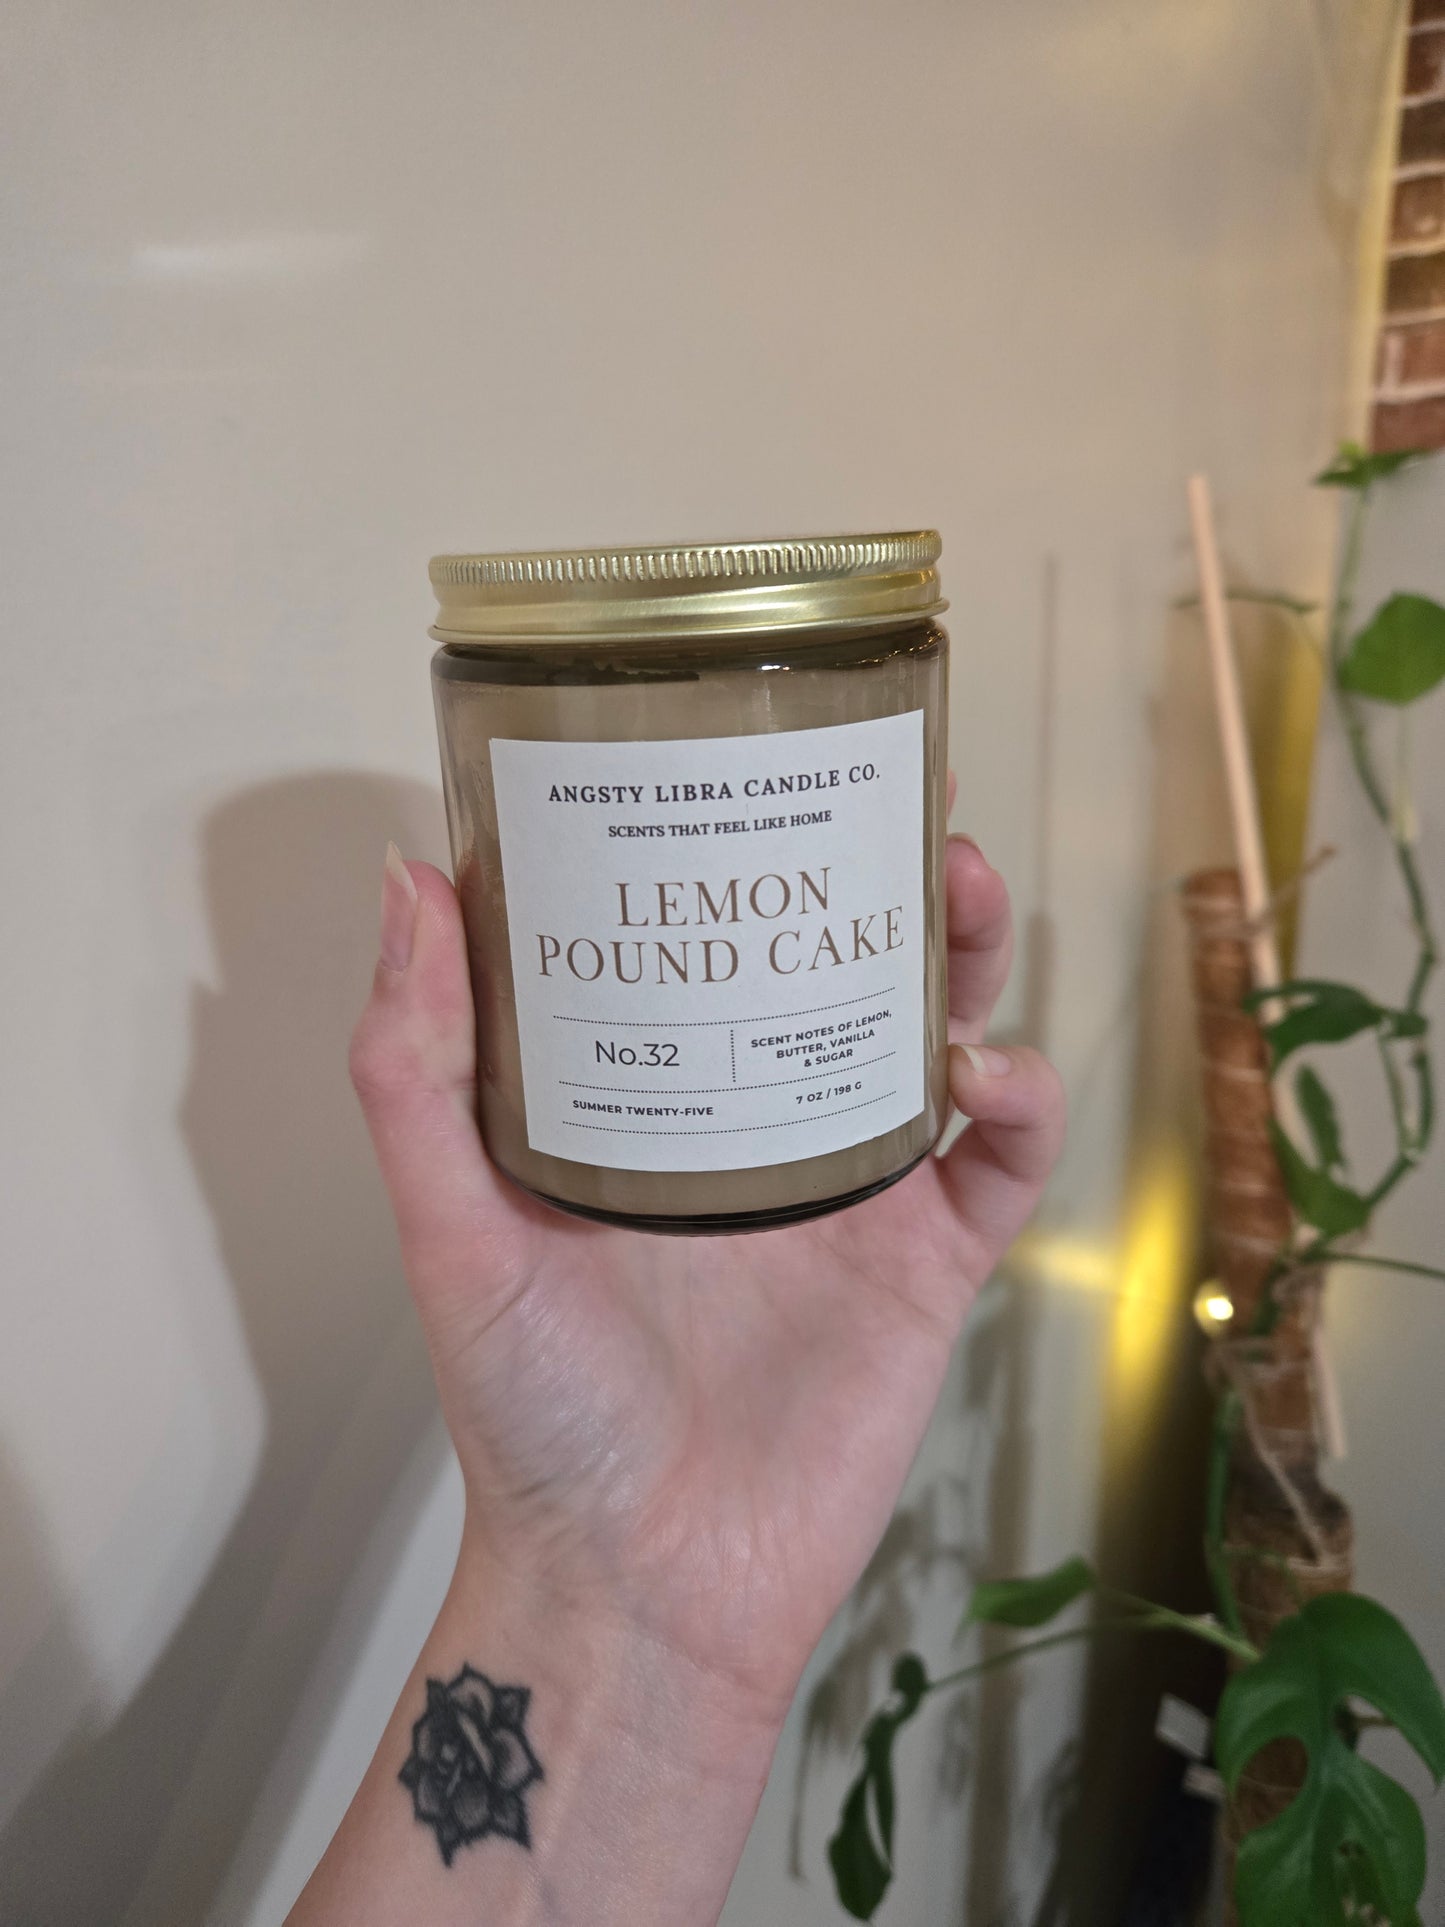 ANGSTY LIBRA CANDLE CO.
SCENTS THAT FEEL LIKE HOME
LEMON
POUND CAKE
No.32
SCENT NOTES OF LEMON,
BUTTER, VANILLA
& SUGAR
SUMMER TWENTY-FIVE
7 OZ / 198 G